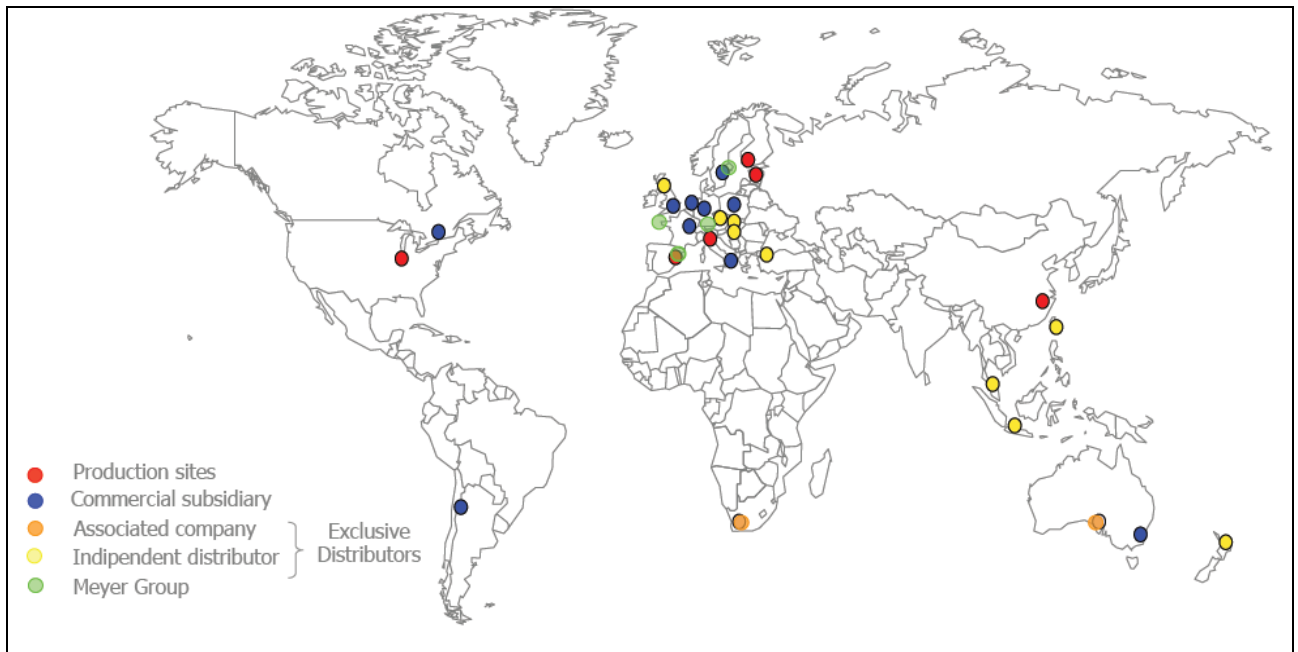 Production sites
Commercial subsidiary
Associated company
Indipendent distributor
Exclusive
Distributors
Meyer Group